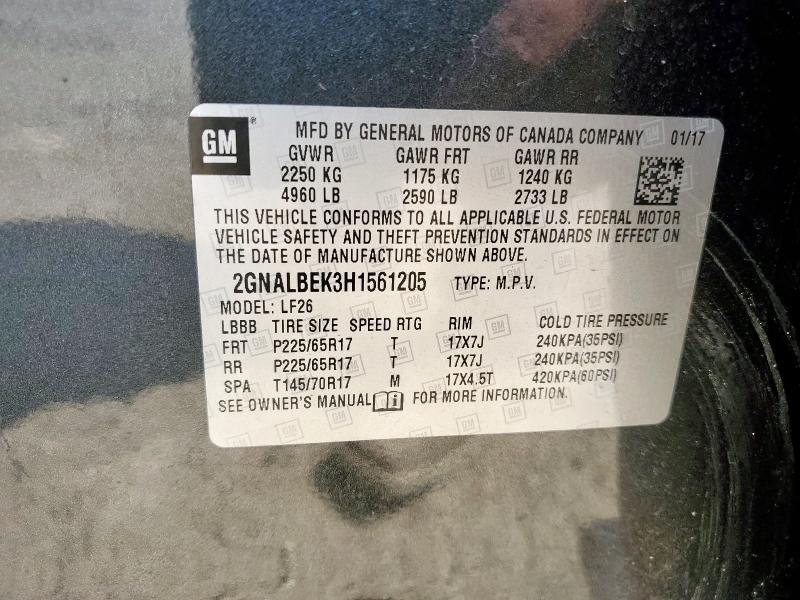 GM ® MFD BY GENERAL MOTORS OF CANADA COMPANY 01/17
GVWR GAWR FRT GAWR RR
2250 KG 1175 KG 1240 KG
4960 LB 2590 LB 2733 LB
THIS VEHICLE CONFORMS TO ALL APPLICABLE U.S. FEDERAL MOTOR
VEHICLE SAFETY AND THEFT PREVENTION STANDARDS IN EFFECT ON
THE DATE OF MANUFACTURE SHOWN ABOVE.
2GNALBEK3H1561205 TYPE: M.P.V.
MODEL: LF26
LBBB TIRE SIZE SPEED RTG RIM COLD TIRE PRESSURE
FRT P225/65R17 T 17X7J 240KPA(35PSI)
RR P225/65R17 T 17X7J 240KPA(35PSI)
SPA T145/70R17 M 17X4.5T 420KPA(60PSI)
SEE OWNER'S MANUAL FOR MORE INFORMATION.